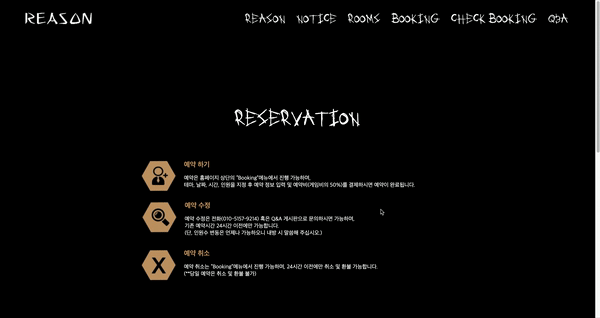 REASON
REASON NOTICE ROOMS BOOKING CHECK BOOKING Q&A
RESERVATION
예약 하기
예약은 홈페이지 상단의 "Booking"메뉴에서 진행 가능하며,
테마, 날짜, 시간, 인원을 지정 후 예약 정보 입력 및 예약비(게임비의 50%)를 결제하시면 예약이 완료됩니다.
예약 수정
예약 수정은 전화(010-5157-9214) 혹은 Q&A 게시판으로 문의하시면 가능하며,
기존 예약시간 24시간 이전에만 가능합니다.
(단, 인원수 변동은 언제나 가능하오니 내방 시 말씀해 주십시오.)
X
예약 취소
예약 취소는 "Booking"메뉴에서 진행 가능하며, 24시간 이전에만 취소 및 환불 가능합니다.
(**당일 예약은 취소 및 환불 불가)